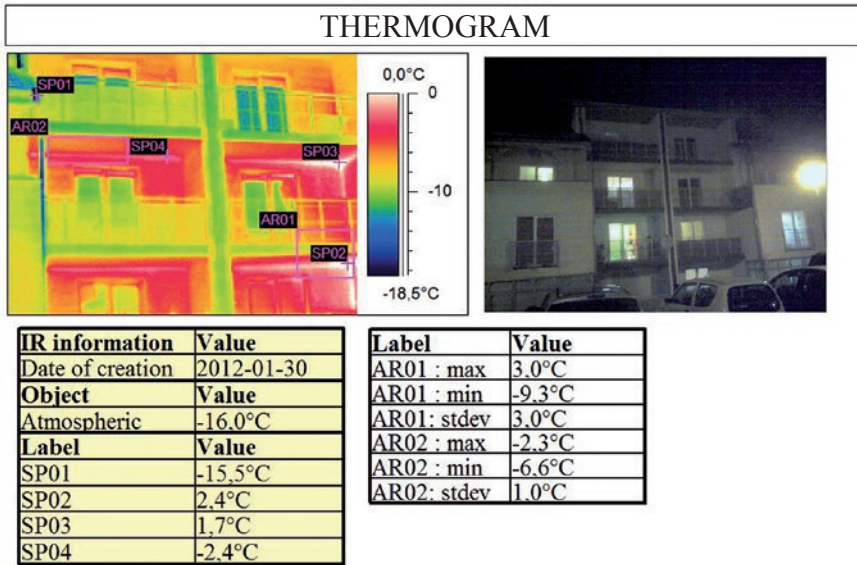 THERMOGRAM
SP01
AR02
SP04
SP03
AR01
SP02
0,0°C
0
-10
-18,5°C
IR information Value
Date of creation 2012-01-30
Object Value
Atmospheric -16,0°C
Label Value
SP01 -15,5°C
SP02 2,4°C
SP03 1,7°C
SP04 -2,4°C
Label Value
AR01 : max 3.0°C
AR01 : min -9.3°C
AR01: stdev 3.0°C
AR02 : max -2.3°C
AR02 : min -6,6°C
AR02: stdev 1.0°C